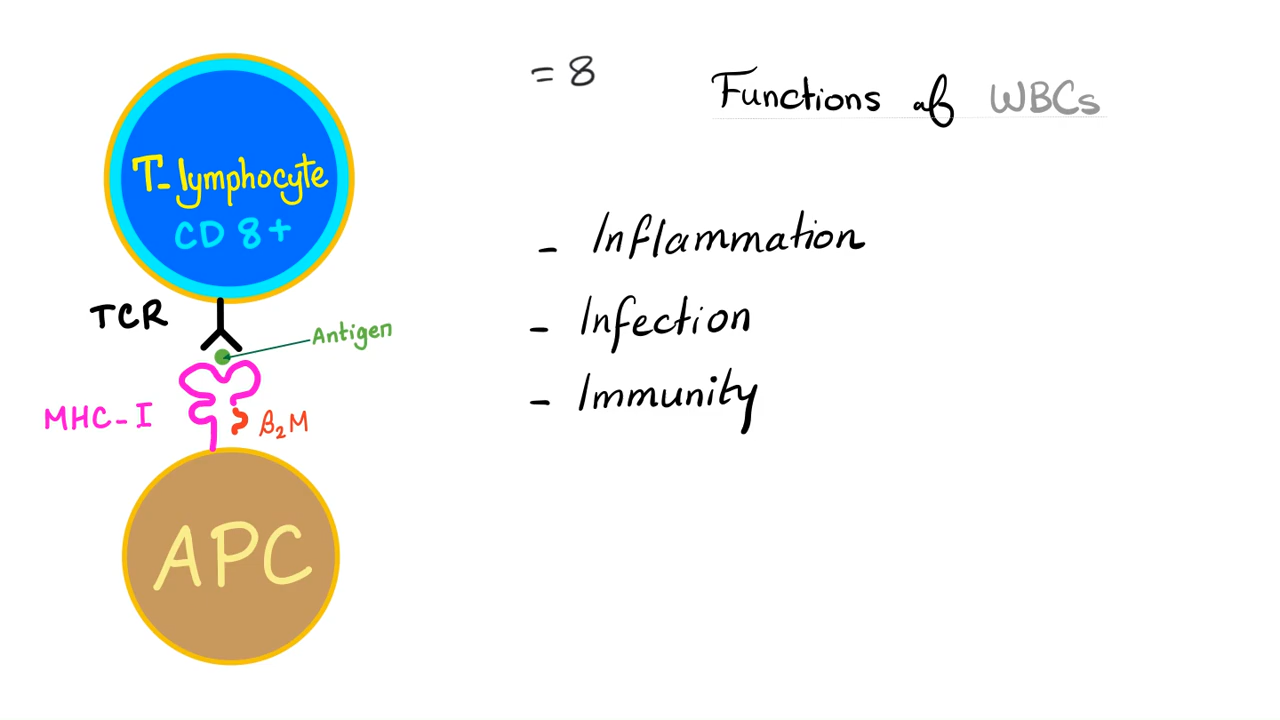 = 8
Functions of WBCs
T-lymphocyte
CD 8+
TCR
Antigen
MHC-I
β₂M
APC
- Inflammation
- Infection
- Immunity